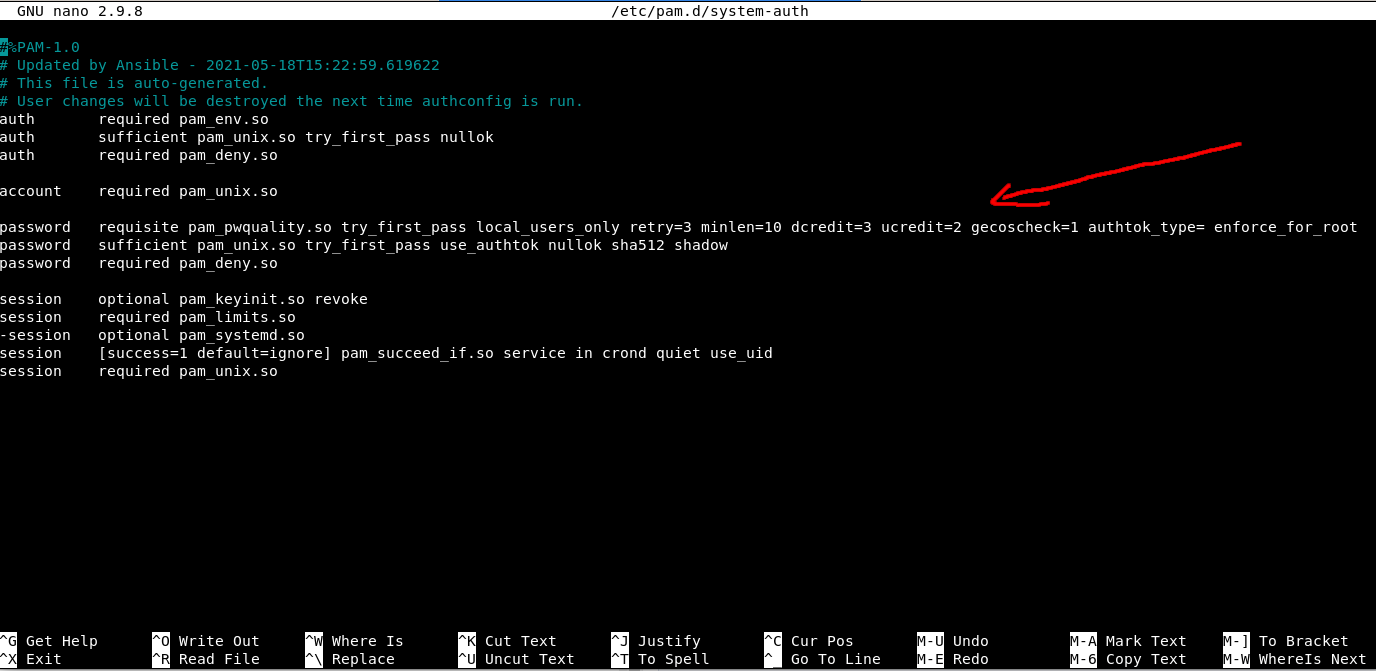 GNU nano 2.9.8 /etc/pam.d/system-auth
#%PAM-1.0
# Updated by Ansible - 2021-05-18T15:22:59.619622
# This file is auto-generated.
# User changes will be destroyed the next time authconfig is run.
auth       required pam_env.so
auth       sufficient pam_unix.so try_first_pass nullok
auth       required pam_deny.so
account    required pam_unix.so
password   requisite pam_pwquality.so try_first_pass local_users_only retry=3 minlen=10 dcredit=3 ucredit=2 gecoscheck=1 authtok_type= enforce_for_root
password   sufficient pam_unix.so try_first_pass use_authtok nullok sha512 shadow
password   required pam_deny.so
session    optional pam_keyinit.so revoke
session    required pam_limits.so
-session   optional pam_systemd.so
session    [success=1 default=ignore] pam_succeed_if.so service in crond quiet use_uid
session    required pam_unix.so
^G Get Help ^O Write Out ^W Where Is ^K Cut Text ^J Justify ^C Cur Pos M-U Undo M-A Mark Text M-] To Bracket
^X Exit ^R Read File ^\ Replace ^U Uncut Text ^T To Spell ^_ Go To Line M-E Redo M-6 Copy Text M-W WhereIs Next